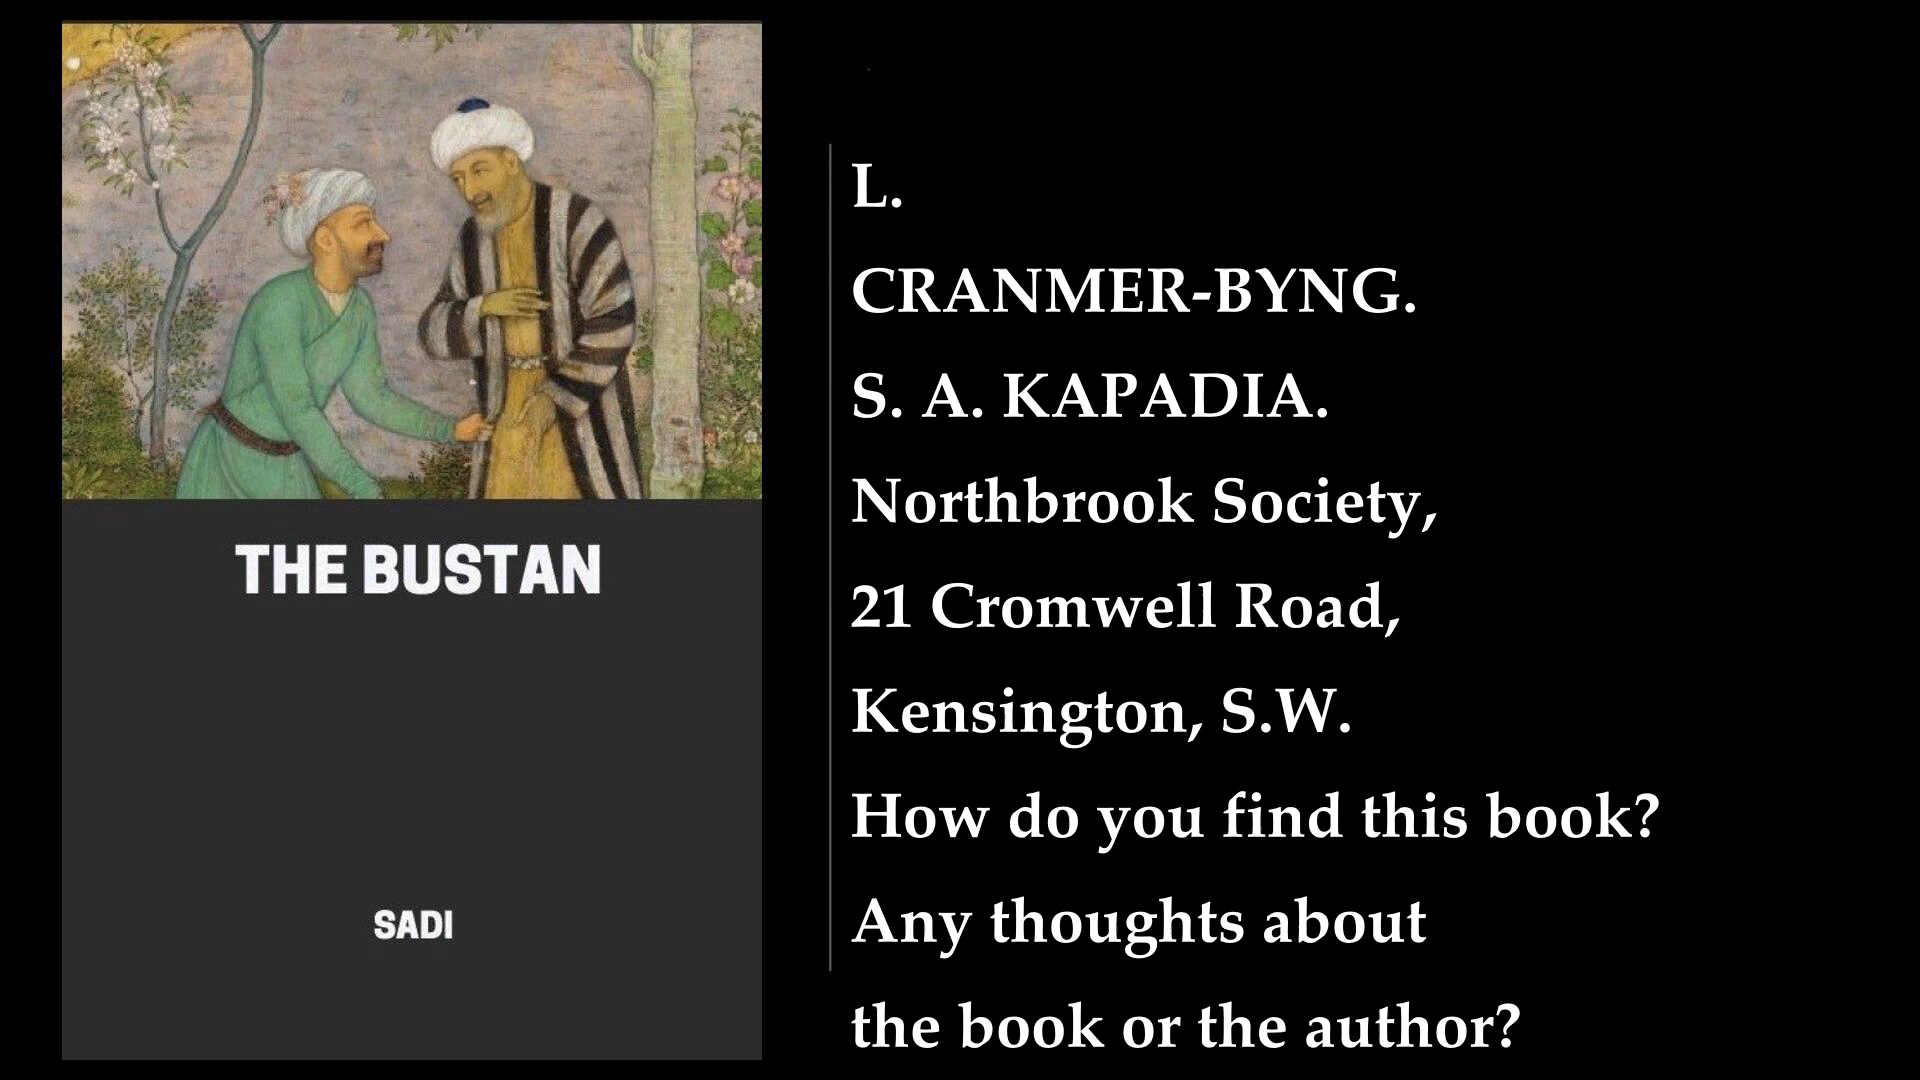 THE BUSTAN
SADI
L.
CRANMER-BYNG.
S. A. KAPADIA.
Northbrook Society,
21 Cromwell Road,
Kensington, S.W.
How do you find this book?
Any thoughts about
the book or the author?